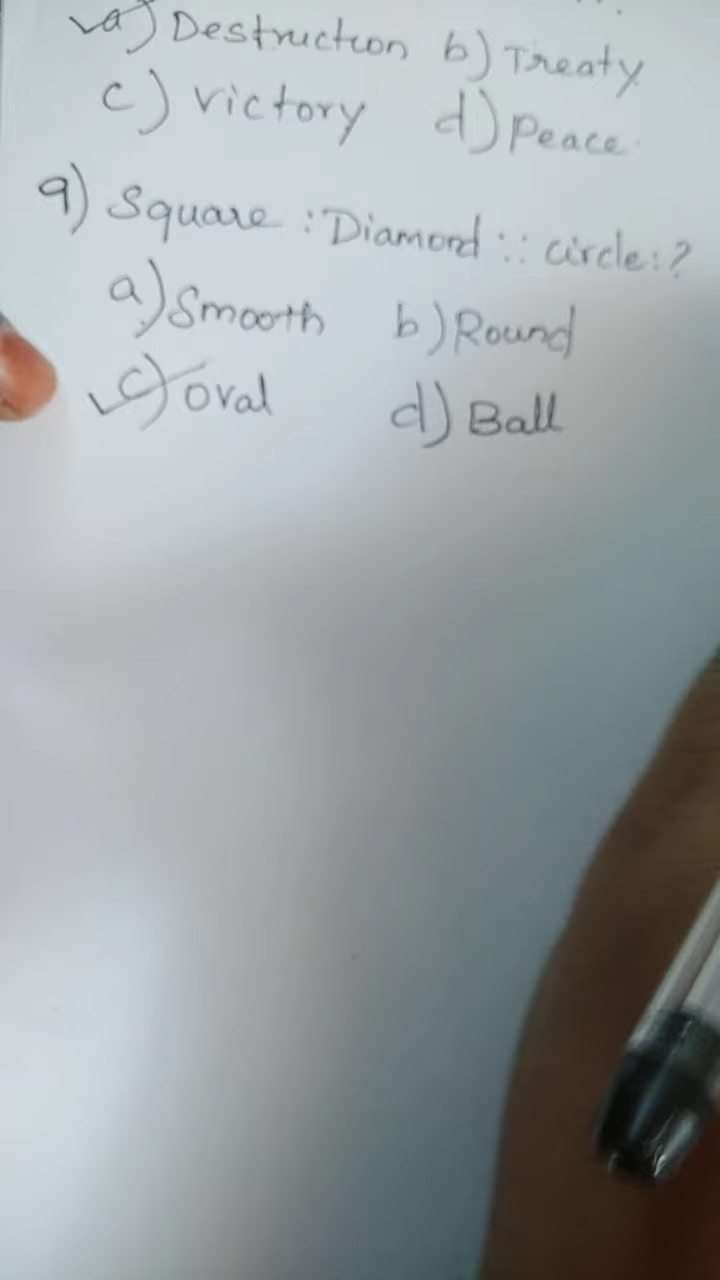 a) Destruction b) Treaty
c) victory d) Peace.
9) Square : Diamond :: circle : ?
a) Smooth b) Round
c) oval d) Ball